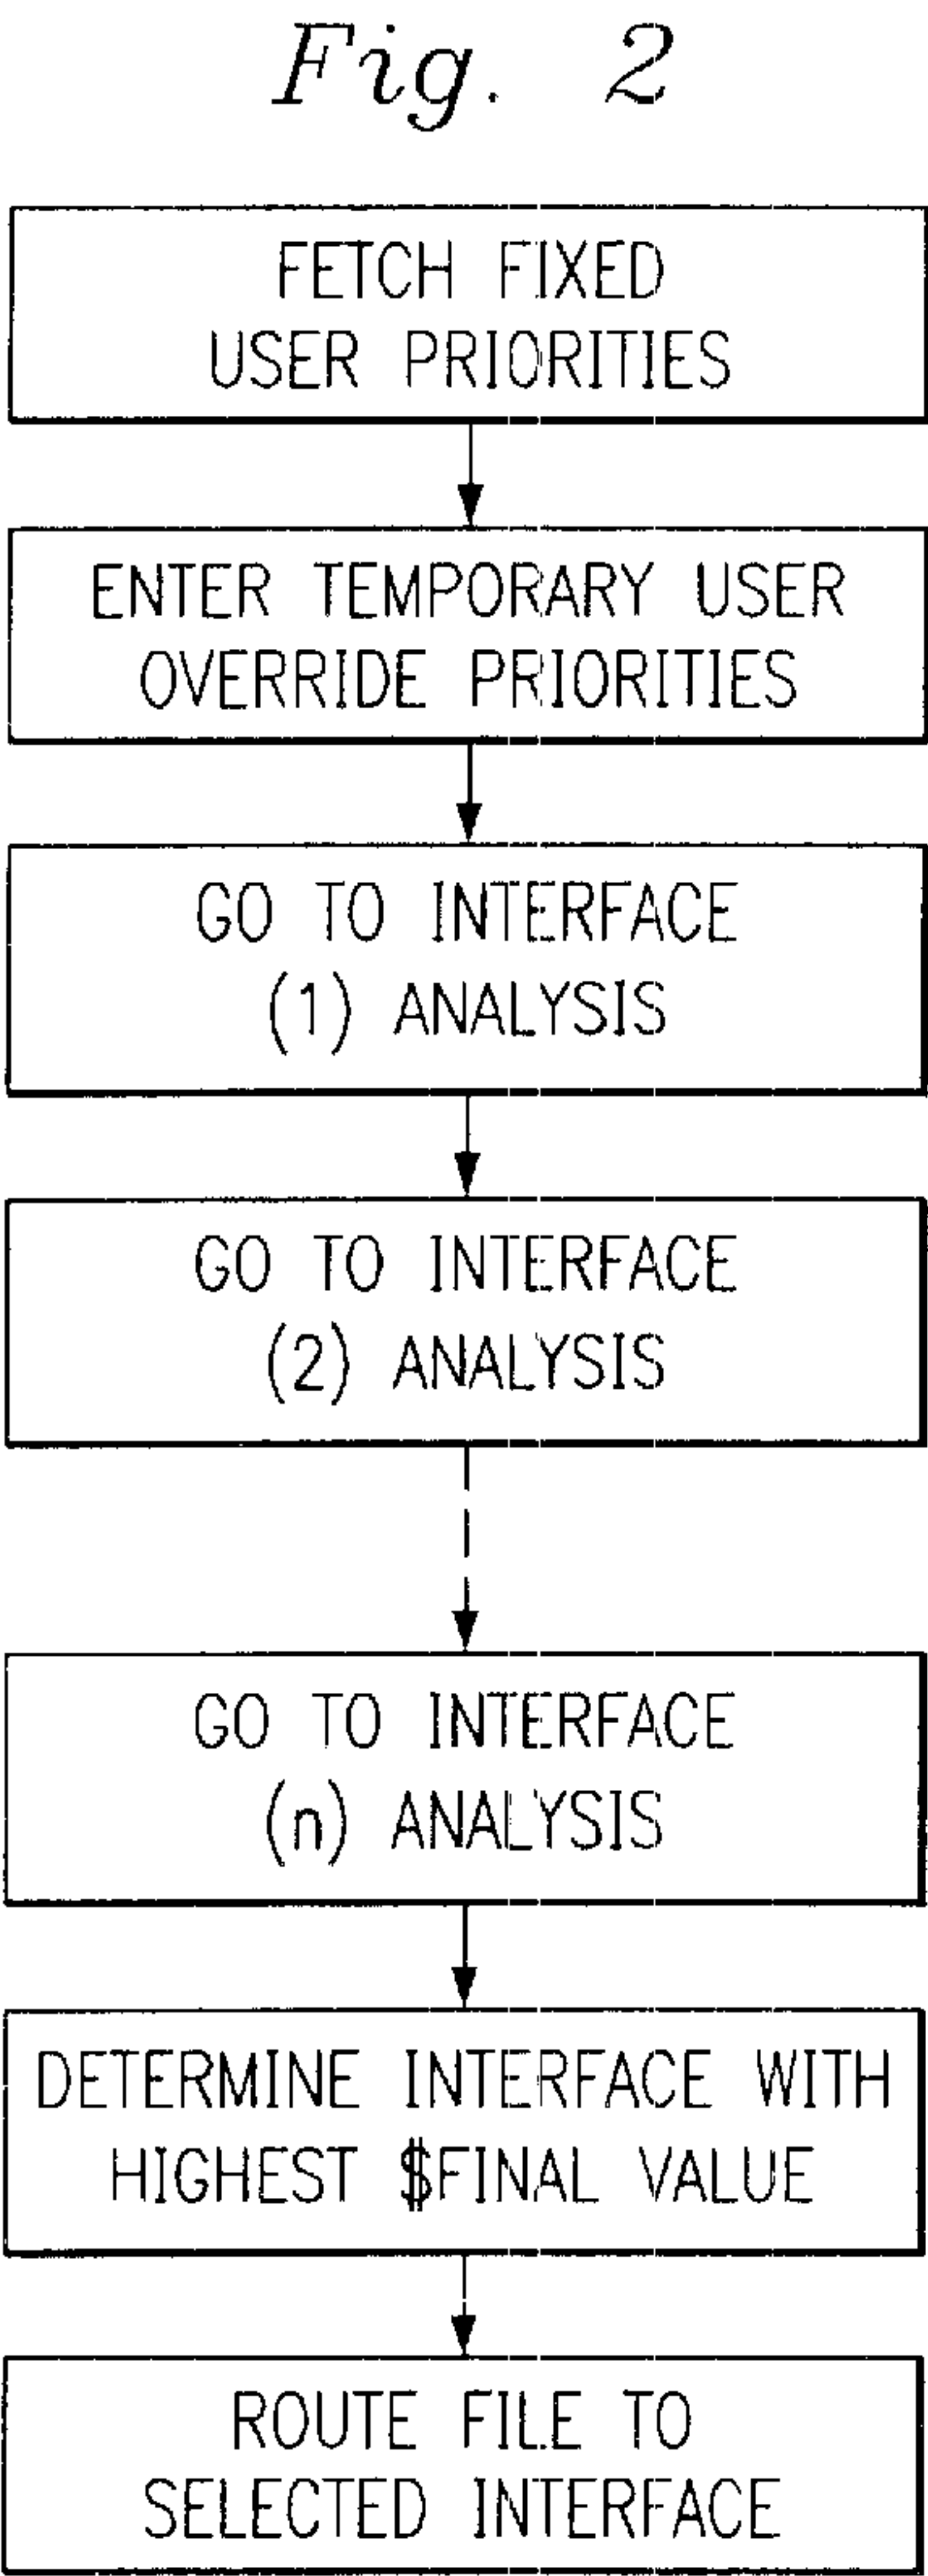 Fig. 2
FETCH FIXED
USER PRIORITIES
ENTER TEMPORARY USER
OVERRIDE PRIORITIES
GO TO INTERFACE
(1) ANALYSIS
GO TO INTERFACE
(2) ANALYSIS
GO TO INTERFACE
(n) ANALYSIS
DETERMINE INTERFACE WITH
HIGHEST $FINAL VALUE
ROUTE FILE TO
SELECTED INTERFACE